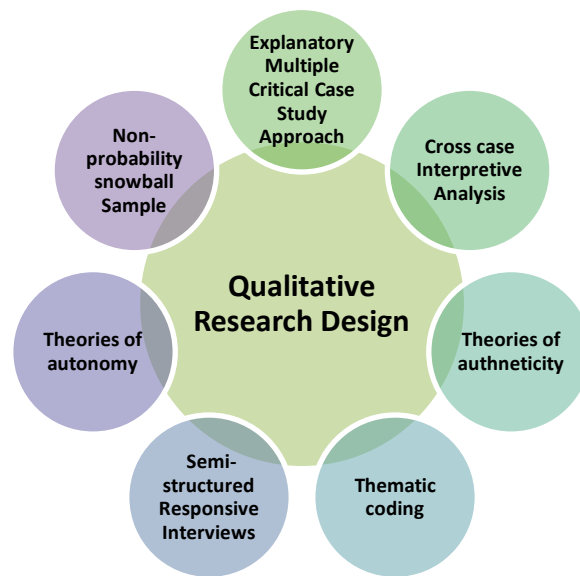 Explanatory
Multiple
Critical Case
Study
Approach
Cross case
Interpretive
Analysis
Theories of
authneticity
Thematic
coding
Semi-
structured
Responsive
Interviews
Theories of
autonomy
Non-
probability
snowball
Sample
Qualitative
Research Design